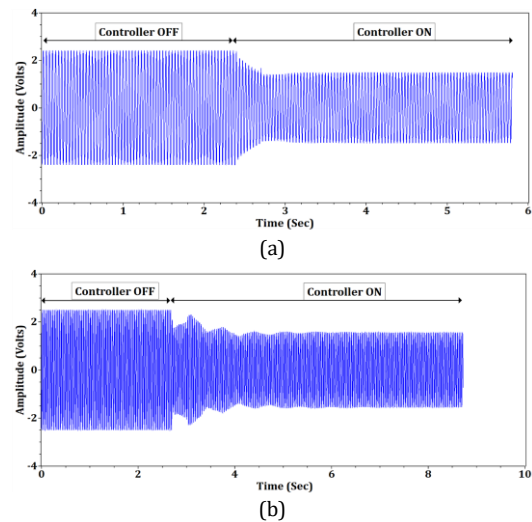 Controller OFF
Controller ON
4
2
0
-2
-4
Amplitude (Volts)
0 1 2 3 4 5 6
Time (Sec)
(a)
Controller OFF
Controller ON
4
2
0
-2
-4
Amplitude (Volts)
0 2 4 6 8 10
Time (Sec)
(b)